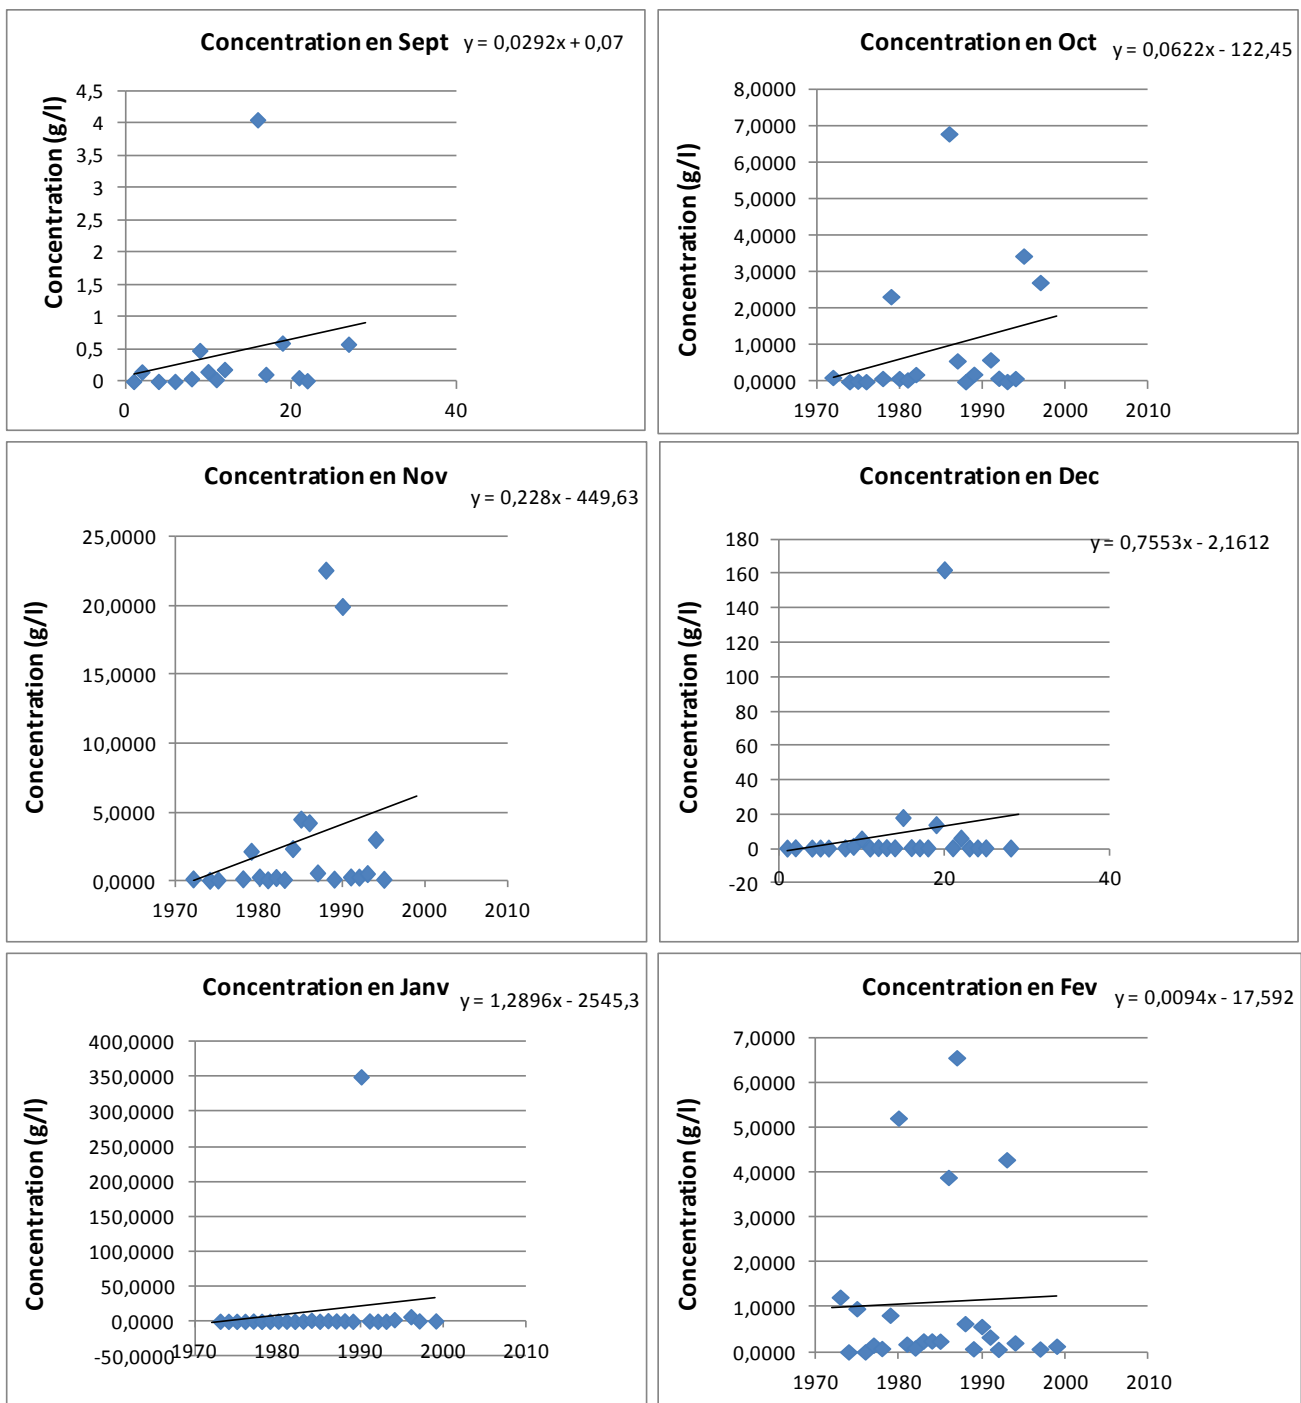 Concentration en Sept
y = 0,0292x + 0,07
Concentration (g/l)
4,5
4
3,5
3
2,5
2
1,5
1
0,5
0
0 20 40
Concentration en Oct
y = 0,0622x - 122,45
Concentration (g/l)
8,0000
7,0000
6,0000
5,0000
4,0000
3,0000
2,0000
1,0000
0,0000
1970 1980 1990 2000 2010
Concentration en Nov
y = 0,228x - 449,63
Concentration (g/l)
25,0000
20,0000
15,0000
10,0000
5,0000
0,0000
1970 1980 1990 2000 2010
Concentration en Dec
y = 0,7553x - 2,1612
Concentration (g/l)
180
160
140
120
100
80
60
40
20
0
-20
0 20 40
Concentration en Janv
y = 1,2896x - 2545,3
Concentration (g/l)
400,0000
350,0000
300,0000
250,0000
200,0000
150,0000
100,0000
50,0000
0,0000
-50,0000
1970 1980 1990 2000 2010
Concentration en Fev
y = 0,0094x - 17,592
Concentration (g/l)
7,0000
6,0000
5,0000
4,0000
3,0000
2,0000
1,0000
0,0000
1970 1980 1990 2000 2010